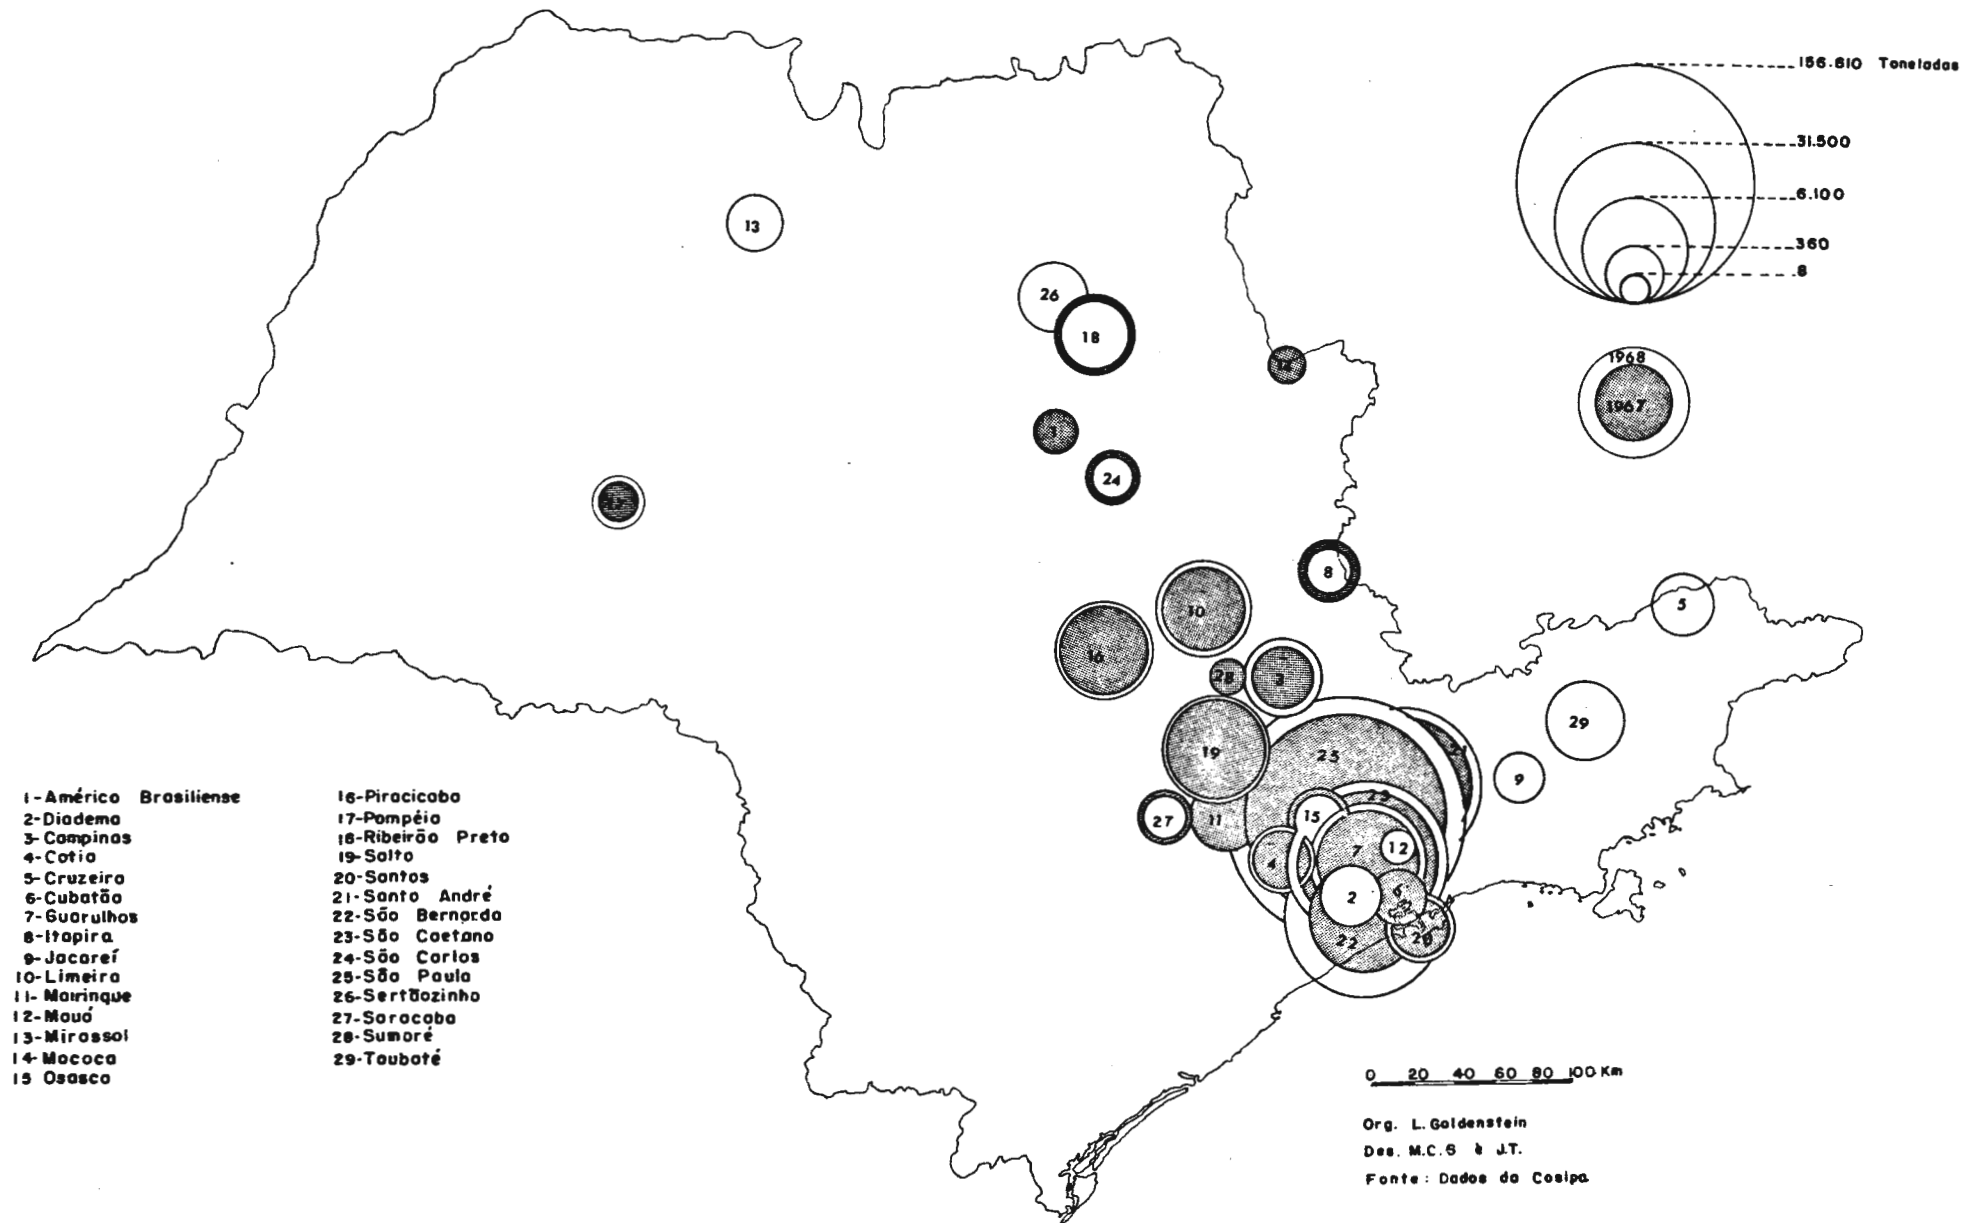 156.610 Toneladas
31.500
6.100
360
8
1968
1967
13
26
18
1
24
8
10
16
28
3
5
29
9
19
25
23
27
11
15
4
7
12
2
6
22
20
1-Américo Brasiliense
2-Diadema
3-Campinas
4-Cotia
5-Cruzeiro
6-Cubatão
7-Guarulhos
8-Itapira
9-Jacareí
10-Limeira
11-Mairinque
12-Mauá
13-Mirassol
14-Mococa
15 Osasco
16-Piracicaba
17-Pompéia
18-Ribeirão Preto
19-Salto
20-Santos
21-Santo André
22-São Bernardo
23-São Caetano
24-São Carlos
25-São Paulo
26-Sertãozinho
27-Sorocaba
28-Sumaré
29-Taubaté
0 20 40 60 80 100 Km
Org. L. Goldenstein
Des. M.C.S e J.T.
Fonte: Dados da Cosipa